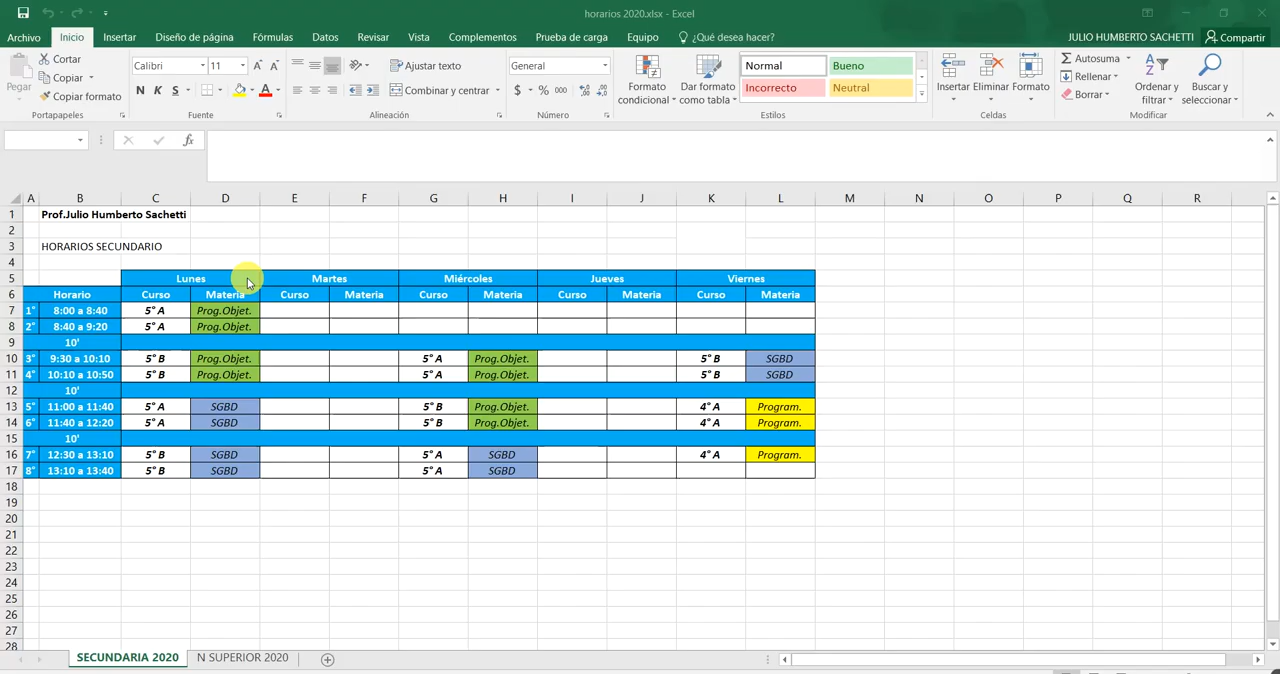 horarios 2020.xlsx - Excel
Archivo Inicio Insertar Diseño de página Fórmulas Datos Revisar Vista Complementos Prueba de carga Equipo ¿Qué desea hacer? JULIO HUMBERTO SACHETTI Compartir
Pegar Cortar Copiar Copiar formato
Calibri 11 N K S
Ajustar texto
Combinar y centrar
General
$ % 000
Formato condicional Dar formato como tabla
Normal Bueno
Incorrecto Neutral
Insertar Eliminar Formato
Autosuma
Rellenar
Borrar
Ordenar y filtrar Buscar y seleccionar
Portapapeles Fuente Alineación Número Estilos Celdas Modificar
fx
A B C D E F G H I J K L M N O P Q R
1 Prof.Julio Humberto Sachetti
2
3 HORARIOS SECUNDARIO
4
5 Lunes Martes Miércoles Jueves Viernes
6 Horario Curso Materia Curso Materia Curso Materia Curso Materia Curso Materia
7 1° 8:00 a 8:40 5° A Prog.Objet.
8 2° 8:40 a 9:20 5° A Prog.Objet.
9 10'
10 3° 9:30 a 10:10 5° B Prog.Objet. 5° A Prog.Objet. 5° B SGBD
11 4° 10:10 a 10:50 5° B Prog.Objet. 5° A Prog.Objet. 5° B SGBD
12 10'
13 5° 11:00 a 11:40 5° A SGBD 5° B Prog.Objet. 4° A Program.
14 6° 11:40 a 12:20 5° A SGBD 5° B Prog.Objet. 4° A Program.
15 10'
16 7° 12:30 a 13:10 5° B SGBD 5° A SGBD 4° A Program.
17 8° 13:10 a 13:40 5° B SGBD 5° A SGBD
18
19
20
21
22
23
24
25
26
27
28
SECUNDARIA 2020 N SUPERIOR 2020